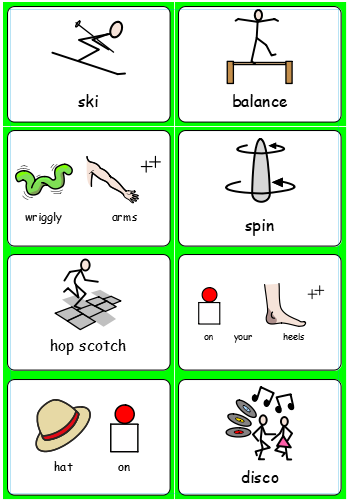 ski
balance
wriggly arms
spin
hop scotch
on your heels
hat on
disco